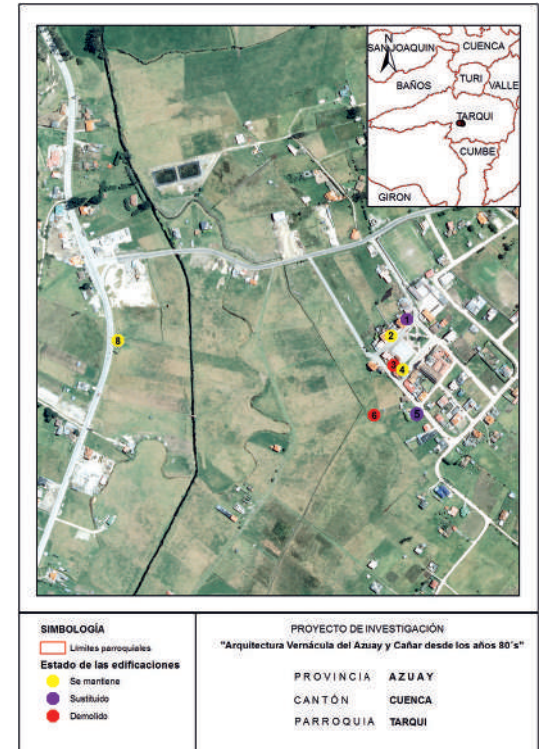 N
SAN JOAQUIN
CUENCA
BAÑOS
TURI
VALLE
TARQUI
CUMBE
GIRON
1
2
3
4
8
6
5
SIMBOLOGÍA
Límites parroquiales
Estado de las edificaciones
Se mantiene
Sustituido
Demolido
PROYECTO DE INVESTIGACIÓN
"Arquitectura Vernácula del Azuay y Cañar desde los años 80´s"
PROVINCIA AZUAY
CANTÓN CUENCA
PARROQUIA TARQUI